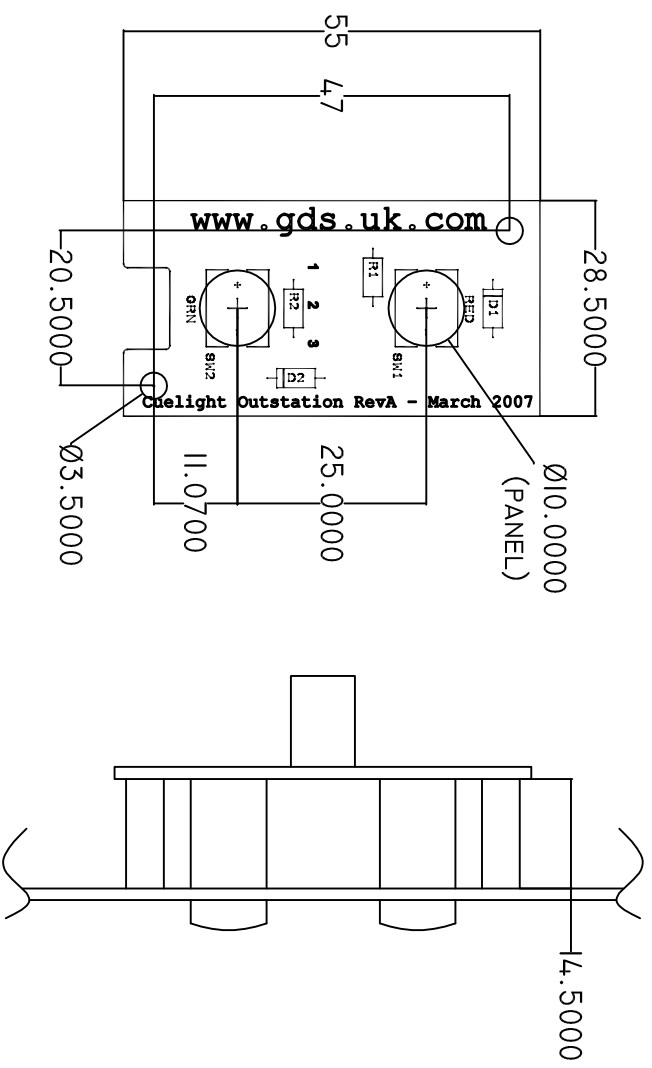 55
47
www.gds.uk.com
28.5000
20.5000
1
2
3
R1
R2
D1
RED
GRN
SW1
SW2
D2
Cuelight Outstation RevA - March 2007
Ø3.5000
11.0700
25.0000
Ø10.0000
(PANEL)
14.5000